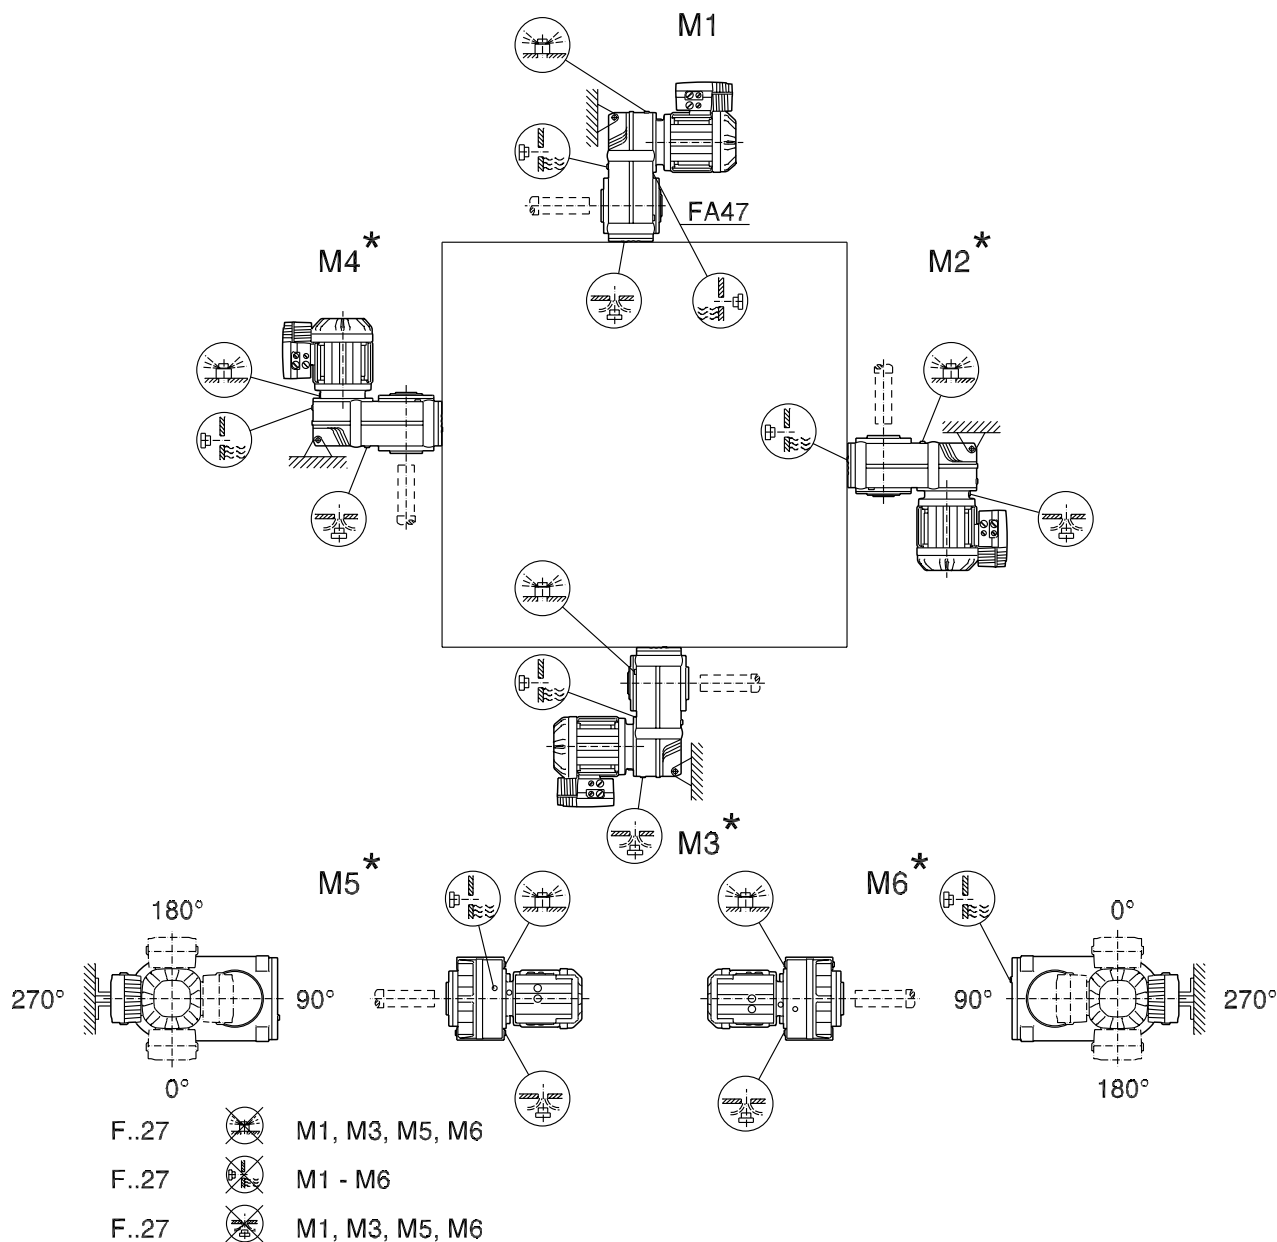 M1
FA47
M4*
M2*
M3*
M5*
M6*
180°
0°
270°
90°
90°
270°
0°
180°
F..27 M1, M3, M5, M6
F..27 M1 - M6
F..27 M1, M3, M5, M6